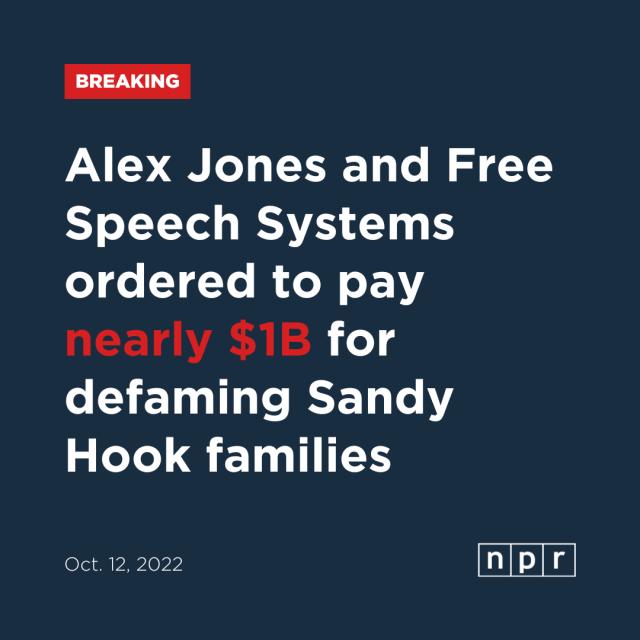 BREAKING
Alex Jones and Free
Speech Systems
ordered to pay
nearly $1B for
defaming Sandy
Hook families
Oct. 12, 2022
npr